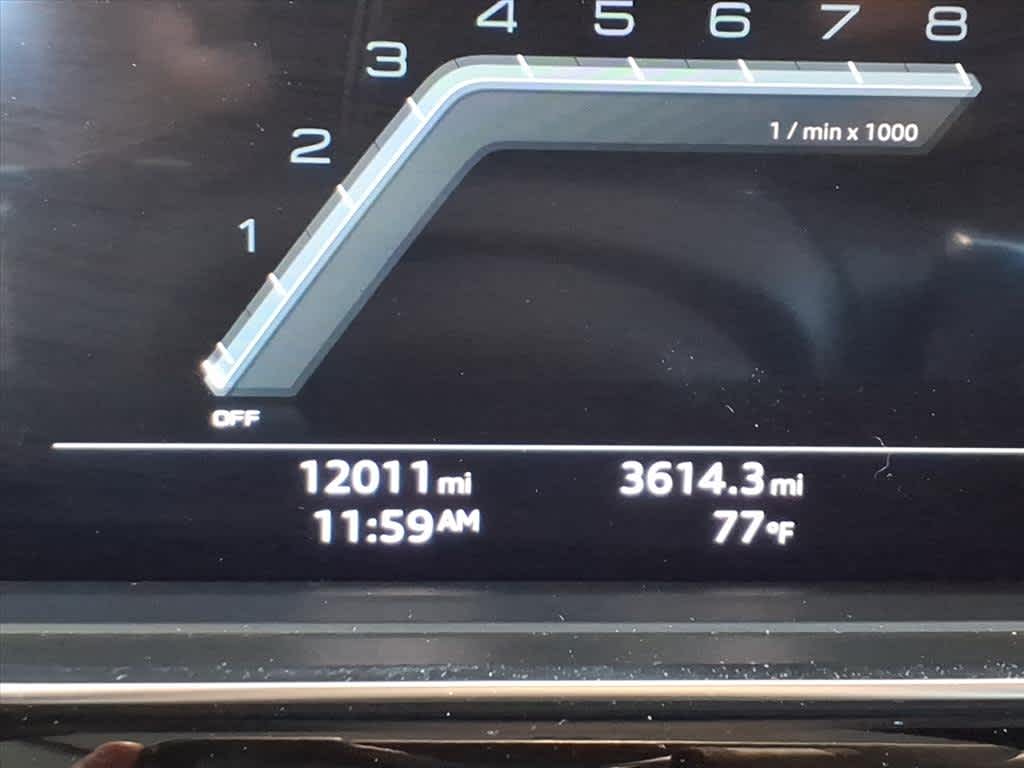 4 5 6 7 8
3
1 / min x 1000
2
1
OFF
12011 mi 3614.3 mi
11:59 AM 77 °F